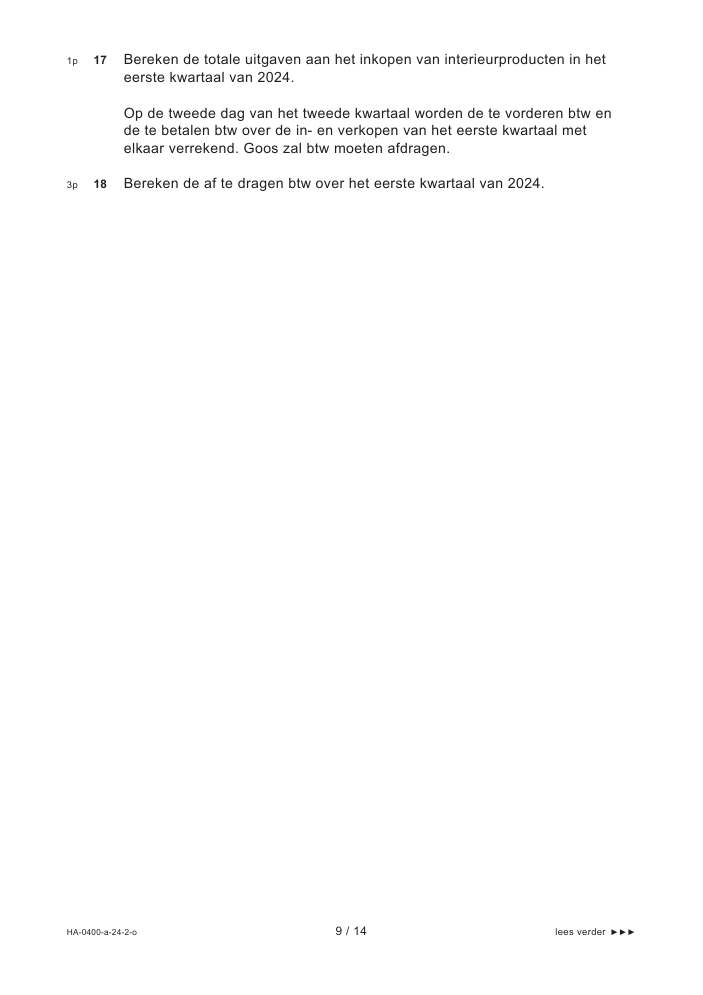 1p 17 Bereken de totale uitgaven aan het inkopen van interieurproducten in het
eerste kwartaal van 2024.
Op de tweede dag van het tweede kwartaal worden de te vorderen btw en
de te betalen btw over de in- en verkopen van het eerste kwartaal met
elkaar verrekend. Goos zal btw moeten afdragen.
3p 18 Bereken de af te dragen btw over het eerste kwartaal van 2024.
HA-0400-a-24-2-o 9 / 14 lees verder ►►►